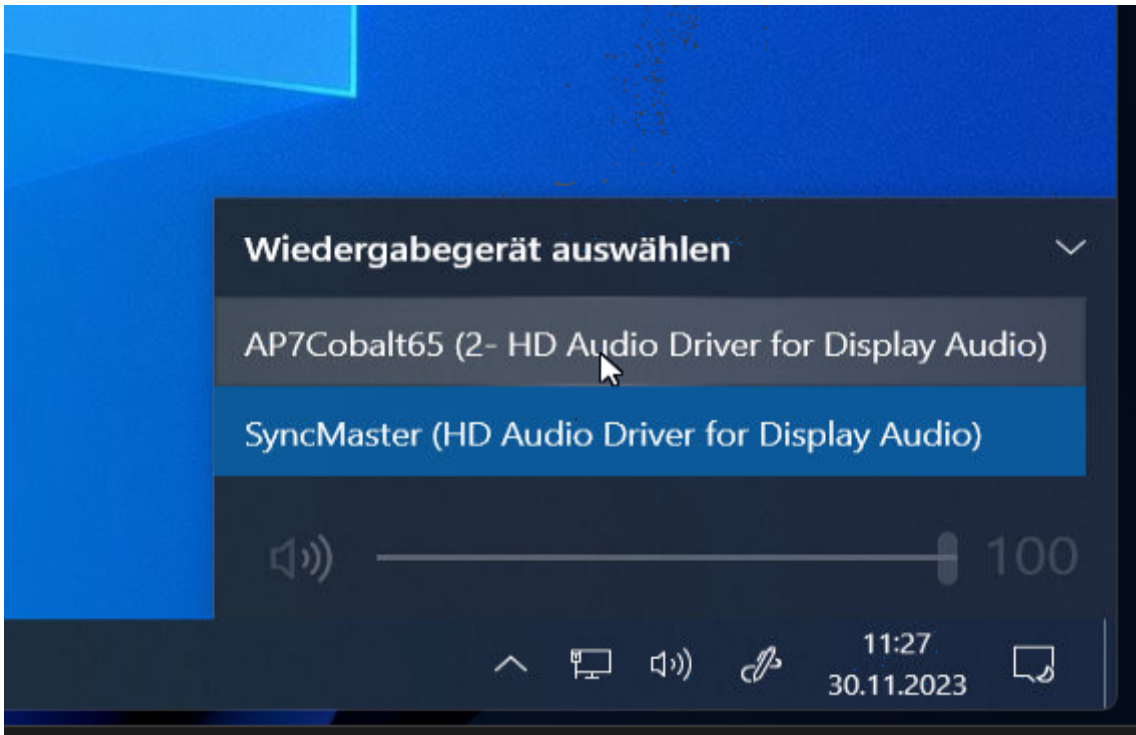 Wiedergabegerät auswählen
AP7Cobalt65 (2- HD Audio Driver for Display Audio)
SyncMaster (HD Audio Driver for Display Audio)
100
11:27
30.11.2023